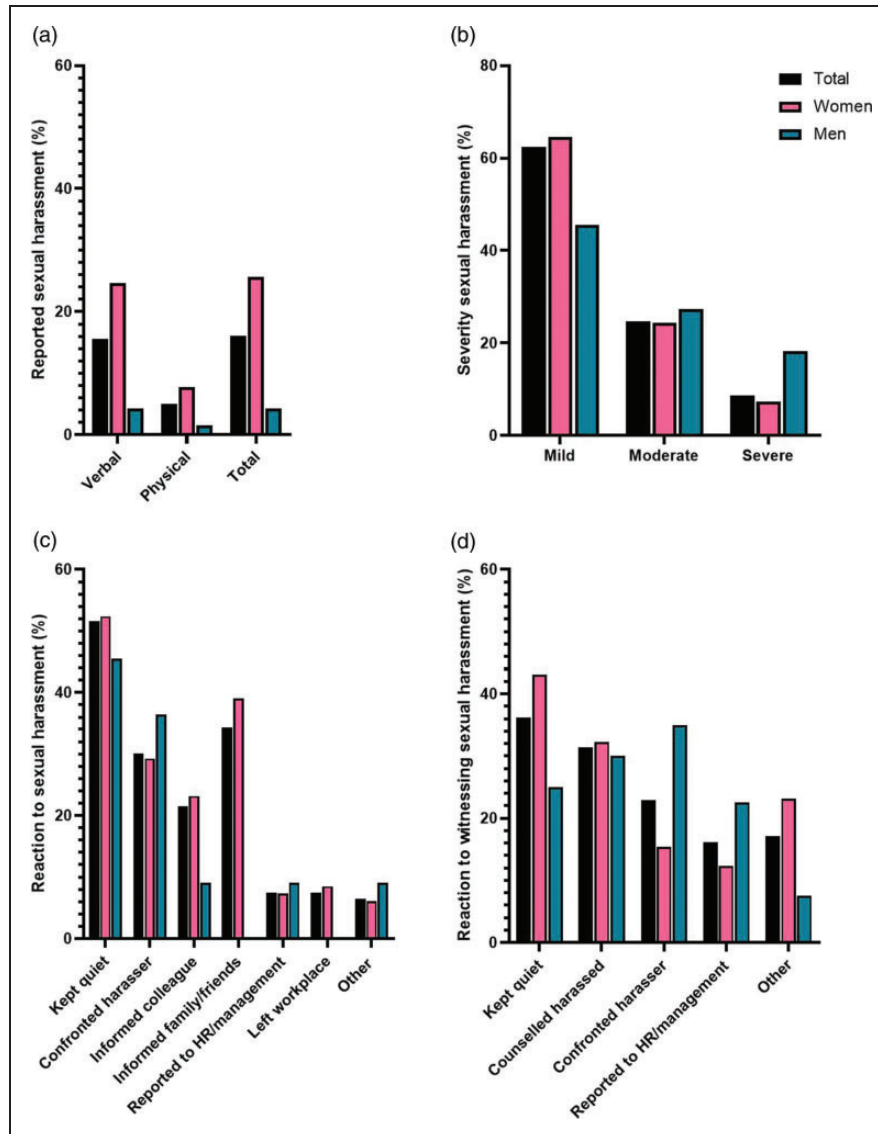 (a)
60
40
20
0
Reported sexual harassment (%)
Verbal
Physical
Total
(b)
80
60
40
20
0
Severity sexual harassment (%)
Total
Women
Men
Mild
Moderate
Severe
(c)
60
40
20
0
Reaction to sexual harassment (%)
Kept quiet
Confronted harasser
Informed colleague
Informed family/friends
Reported to HR/management
Left workplace
Other
(d)
60
40
20
0
Reaction to witnessing sexual harassment (%)
Kept quiet
Counselled harassed
Confronted harasser
Reported to HR/management
Other